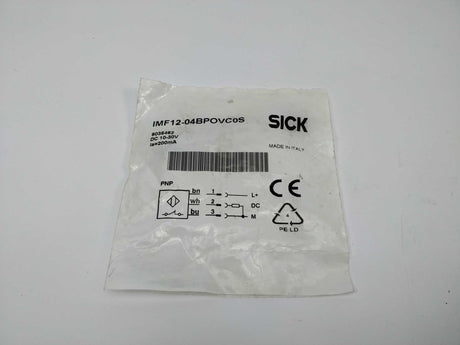 IMF12-04BPOVC0S
SICK
DC 10-30V
Ia=200mA
MADE IN ITALY
PNP
bn 1 L+
wh 2 DC
bu 3 M
CE
4
PE-LD